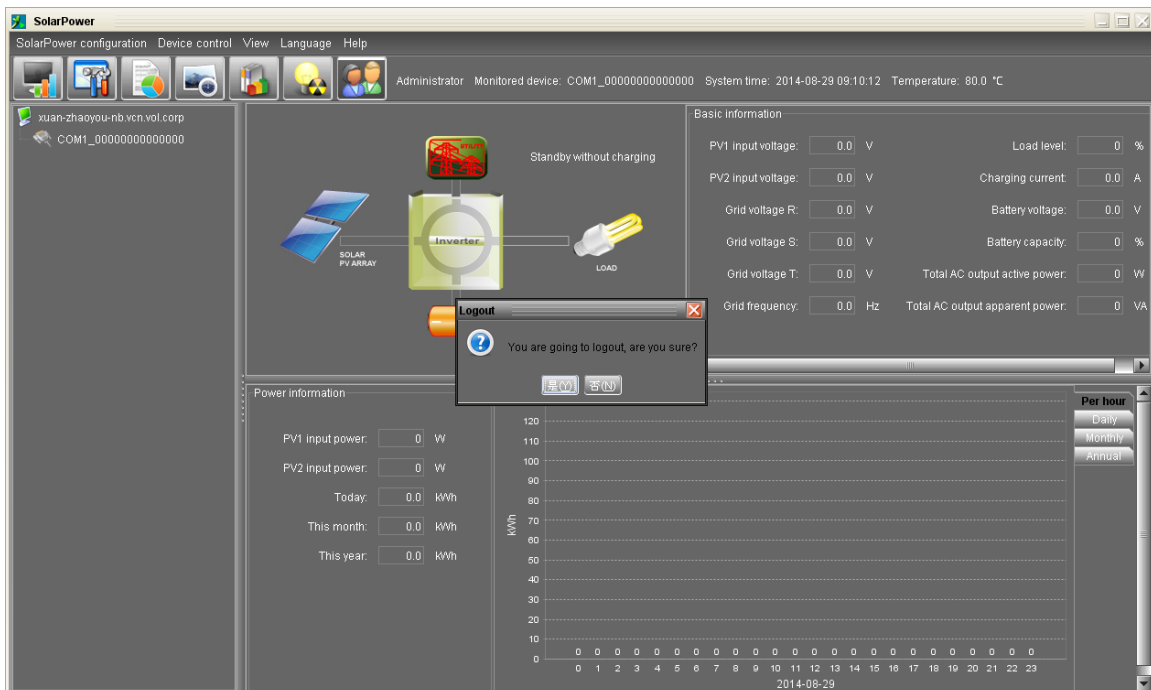 SolarPower
SolarPower configuration Device control View Language Help
Administrator Monitored device: COM1_00000000000000 System time: 2014-08-29 09:10:12 Temperature: 80.0 ℃
xuan-zhaoyou-nb.vcn.vol.corp
COM1_00000000000000
UTILITY
Standby without charging
Inverter
SOLAR
PV ARRAY
LOAD
Basic information
PV1 input voltage: 0.0 V Load level: 0 %
PV2 input voltage: 0.0 V Charging current: 0.0 A
Grid voltage R: 0.0 V Battery voltage: 0.0 V
Grid voltage S: 0.0 V Battery capacity: 0 %
Grid voltage T: 0.0 V Total AC output active power: 0 W
Grid frequency: 0.0 Hz Total AC output apparent power: 0 VA
Logout
You are going to logout, are you sure?
是(Y) 否(N)
Power information
PV1 input power: 0 W
PV2 input power: 0 W
Today: 0.0 kWh
This month: 0.0 kWh
This year: 0.0 kWh
Per hour
Daily
Monthly
Annual
kWh
120
110
100
90
80
70
60
50
40
30
20
10
0
0 0 0 0 0 0 0 0 0 0 0 0 0 0 0 0 0 0 0 0 0 0 0 0
0 1 2 3 4 5 6 7 8 9 10 11 12 13 14 15 16 17 18 19 20 21 22 23
2014-08-29